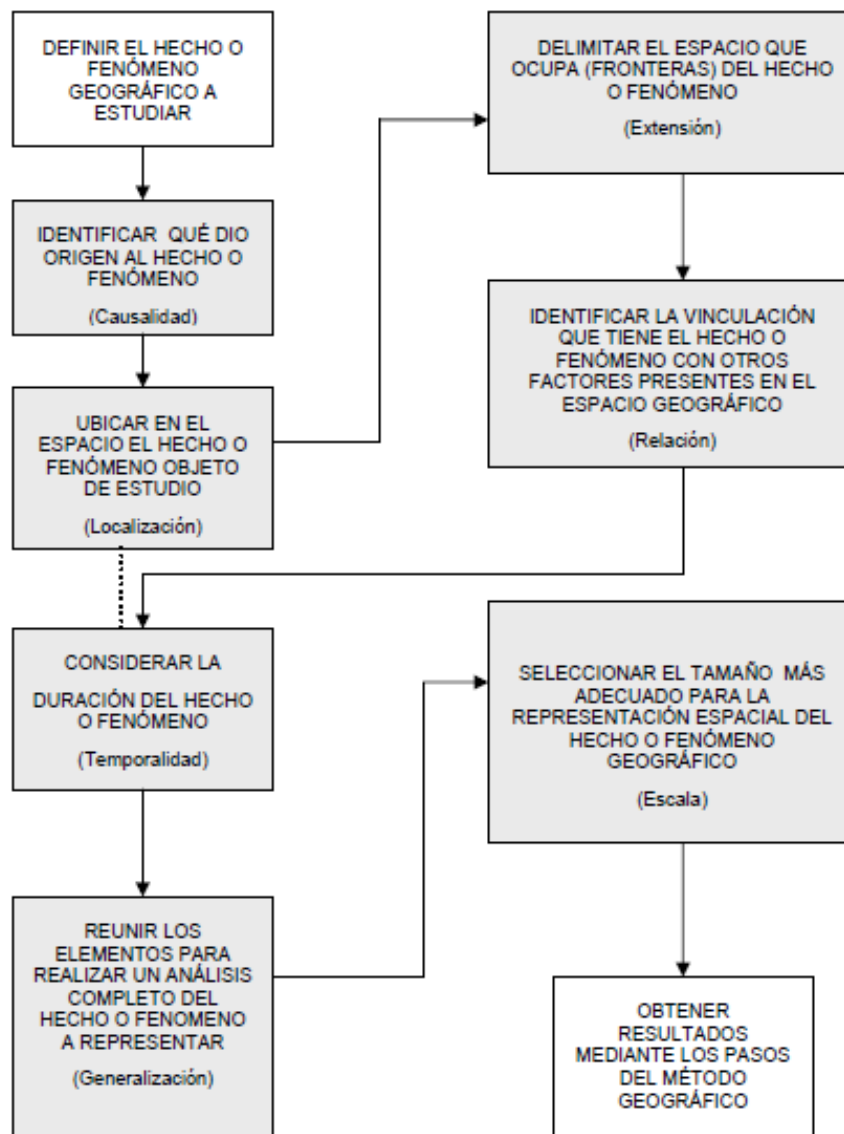 DEFINIR EL HECHO O
FENÓMENO
GEOGRÁFICO A
ESTUDIAR
IDENTIFICAR QUÉ DIO
ORIGEN AL HECHO O
FENÓMENO
(Causalidad)
UBICAR EN EL
ESPACIO EL HECHO O
FENÓMENO OBJETO
DE ESTUDIO
(Localización)
DELIMITAR EL ESPACIO QUE
OCUPA (FRONTERAS) DEL HECHO
O FENÓMENO
(Extensión)
IDENTIFICAR LA VINCULACIÓN
QUE TIENE EL HECHO O
FENÓMENO CON OTROS
FACTORES PRESENTES EN EL
ESPACIO GEOGRÁFICO
(Relación)
CONSIDERAR LA
DURACIÓN DEL HECHO
O FENÓMENO
(Temporalidad)
REUNIR LOS
ELEMENTOS PARA
REALIZAR UN ANÁLISIS
COMPLETO DEL
HECHO O FENOMENO
A REPRESENTAR
(Generalización)
SELECCIONAR EL TAMAÑO MÁS
ADECUADO PARA LA
REPRESENTACIÓN ESPACIAL DEL
HECHO O FENÓMENO
GEOGRÁFICO
(Escala)
OBTENER
RESULTADOS
MEDIANTE LOS PASOS
DEL MÉTODO
GEOGRÁFICO